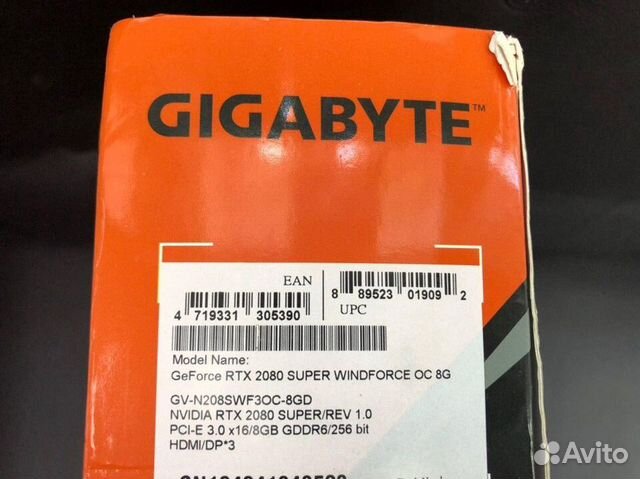 GIGABYTE™
EAN
4 719331 305390
8 89523 01909 2
UPC
Model Name:
GeForce RTX 2080 SUPER WINDFORCE OC 8G
GV-N208SWF3OC-8GD
NVIDIA RTX 2080 SUPER/REV 1.0
PCI-E 3.0 x16/8GB GDDR6/256 bit
HDMI/DP*3
Avito